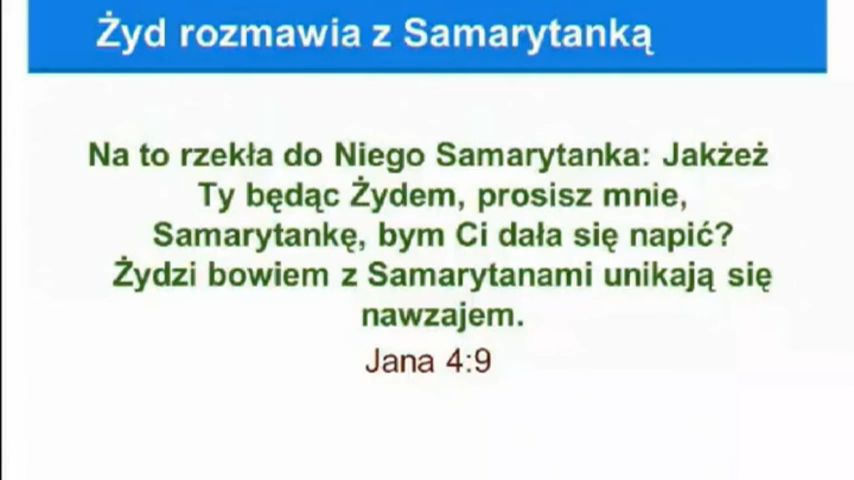 Żyd rozmawia z Samarytanką
Na to rzekła do Niego Samarytanka: Jakżeż
Ty będąc Żydem, prosisz mnie,
Samarytankę, bym Ci dała się napić?
Żydzi bowiem z Samarytanami unikają się
nawzajem.
Jana 4:9